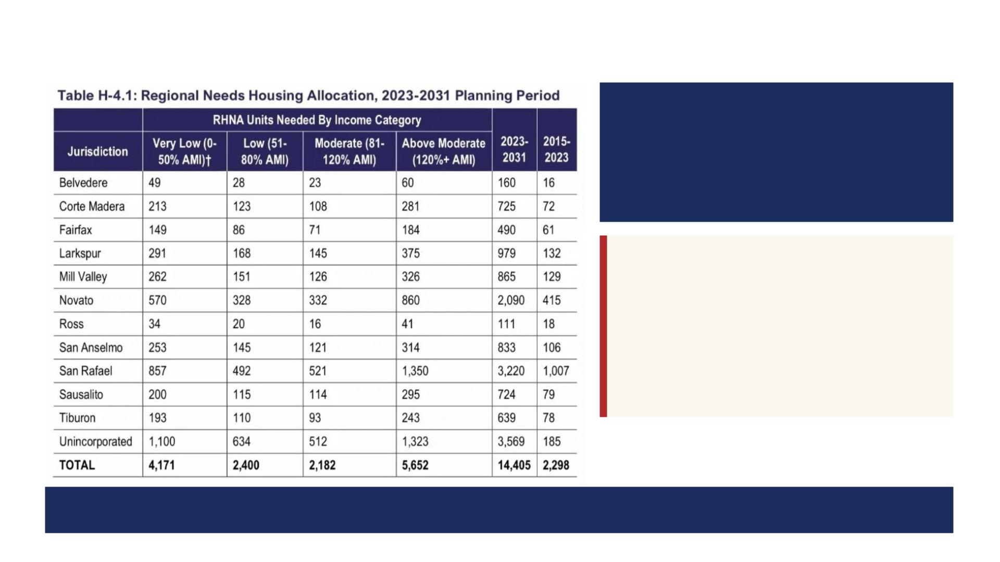 Table H-4.1: Regional Needs Housing Allocation, 2023-2031 Planning Period
RHNA Units Needed By Income Category
Jurisdiction Very Low (0-50% AMI)† Low (51-80% AMI) Moderate (81-120% AMI) Above Moderate (120%+ AMI) 2023-2031 2015-2023
Belvedere 49 28 23 60 160 16
Corte Madera 213 123 108 281 725 72
Fairfax 149 86 71 184 490 61
Larkspur 291 168 145 375 979 132
Mill Valley 262 151 126 326 865 129
Novato 570 328 332 860 2,090 415
Ross 34 20 16 41 111 18
San Anselmo 253 145 121 314 833 106
San Rafael 857 492 521 1,350 3,220 1,007
Sausalito 200 115 114 295 724 79
Tiburon 193 110 93 243 639 78
Unincorporated 1,100 634 512 1,323 3,569 185
TOTAL 4,171 2,400 2,182 5,652 14,405 2,298